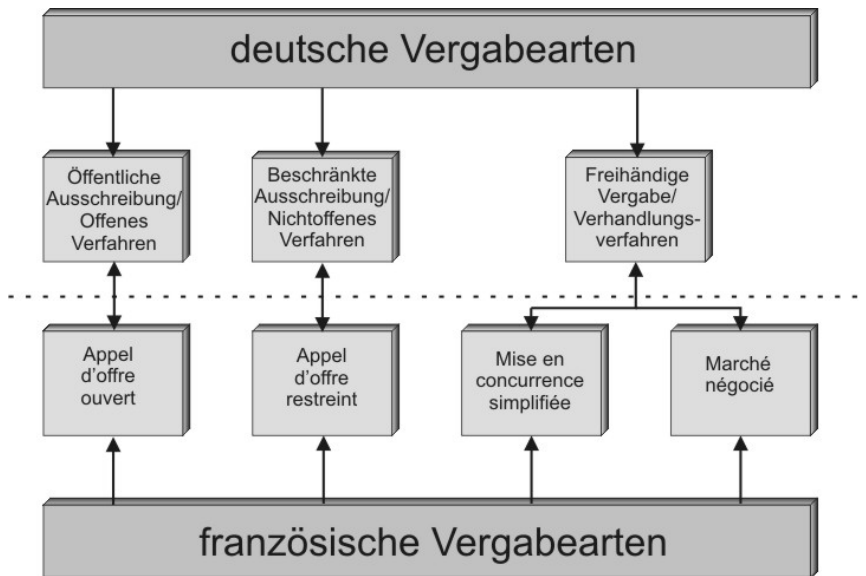 deutsche Vergabearten
Öffentliche
Ausschreibung/
Offenes
Verfahren
Beschränkte
Ausschreibung/
Nichtoffenes
Verfahren
Freihändige
Vergabe/
Verhandlungs-
verfahren
Appel
d'offre
ouvert
Appel
d'offre
restreint
Mise en
concurrence
simplifiée
Marché
négocié
französische Vergabearten